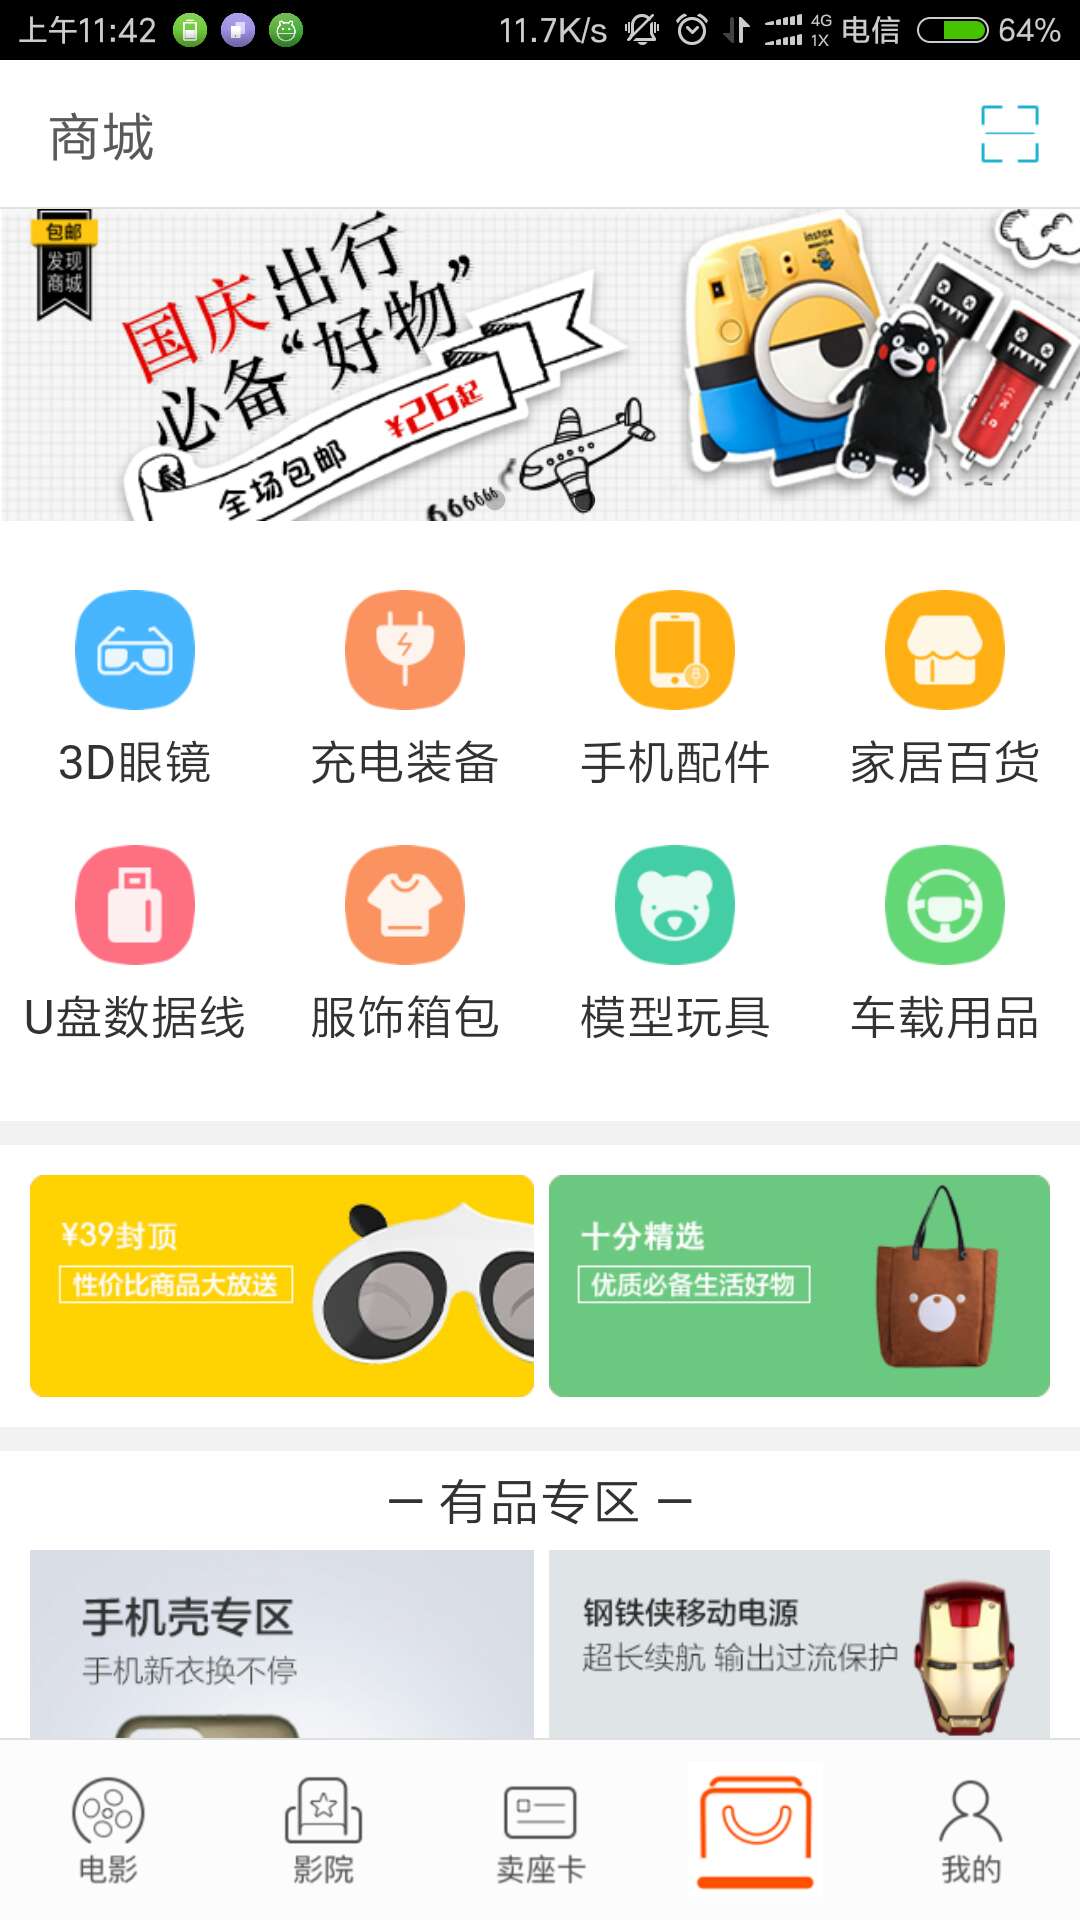 上午11:42
11.7K/s
4G
1X
电信
64%
商城
包邮
发现
商城
国庆出行
必备“好物”
¥26起
全场包邮
666666
instax
3D眼镜
充电装备
手机配件
家居百货
U盘数据线
服饰箱包
模型玩具
车载用品
¥39封顶
性价比商品大放送
十分精选
优质必备生活好物
— 有品专区 —
手机壳专区
手机新衣换不停
钢铁侠移动电源
超长续航 输出过流保护
电影
影院
卖座卡
我的